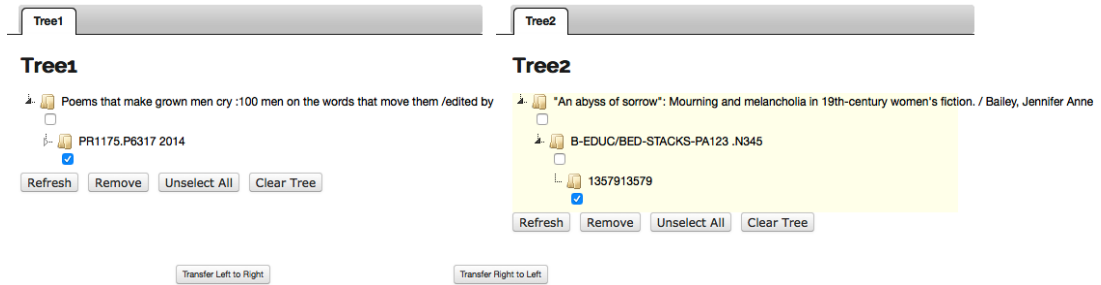 Tree1
Tree1
Poems that make grown men cry :100 men on the words that move them /edited by
PR1175.P6317 2014
Refresh Remove Unselect All Clear Tree
Tree2
Tree2
"An abyss of sorrow": Mourning and melancholia in 19th-century women's fiction. / Bailey, Jennifer Anne
B-EDUC/BED-STACKS-PA123 .N345
1357913579
Refresh Remove Unselect All Clear Tree
Transfer Left to Right Transfer Right to Left